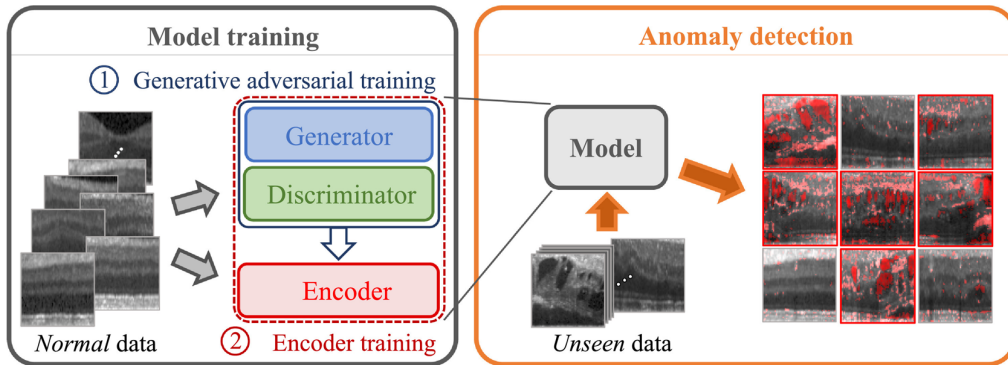 Model training
① Generative adversarial training
Generator
Discriminator
Encoder
Normal data
② Encoder training
Anomaly detection
Model
Unseen data